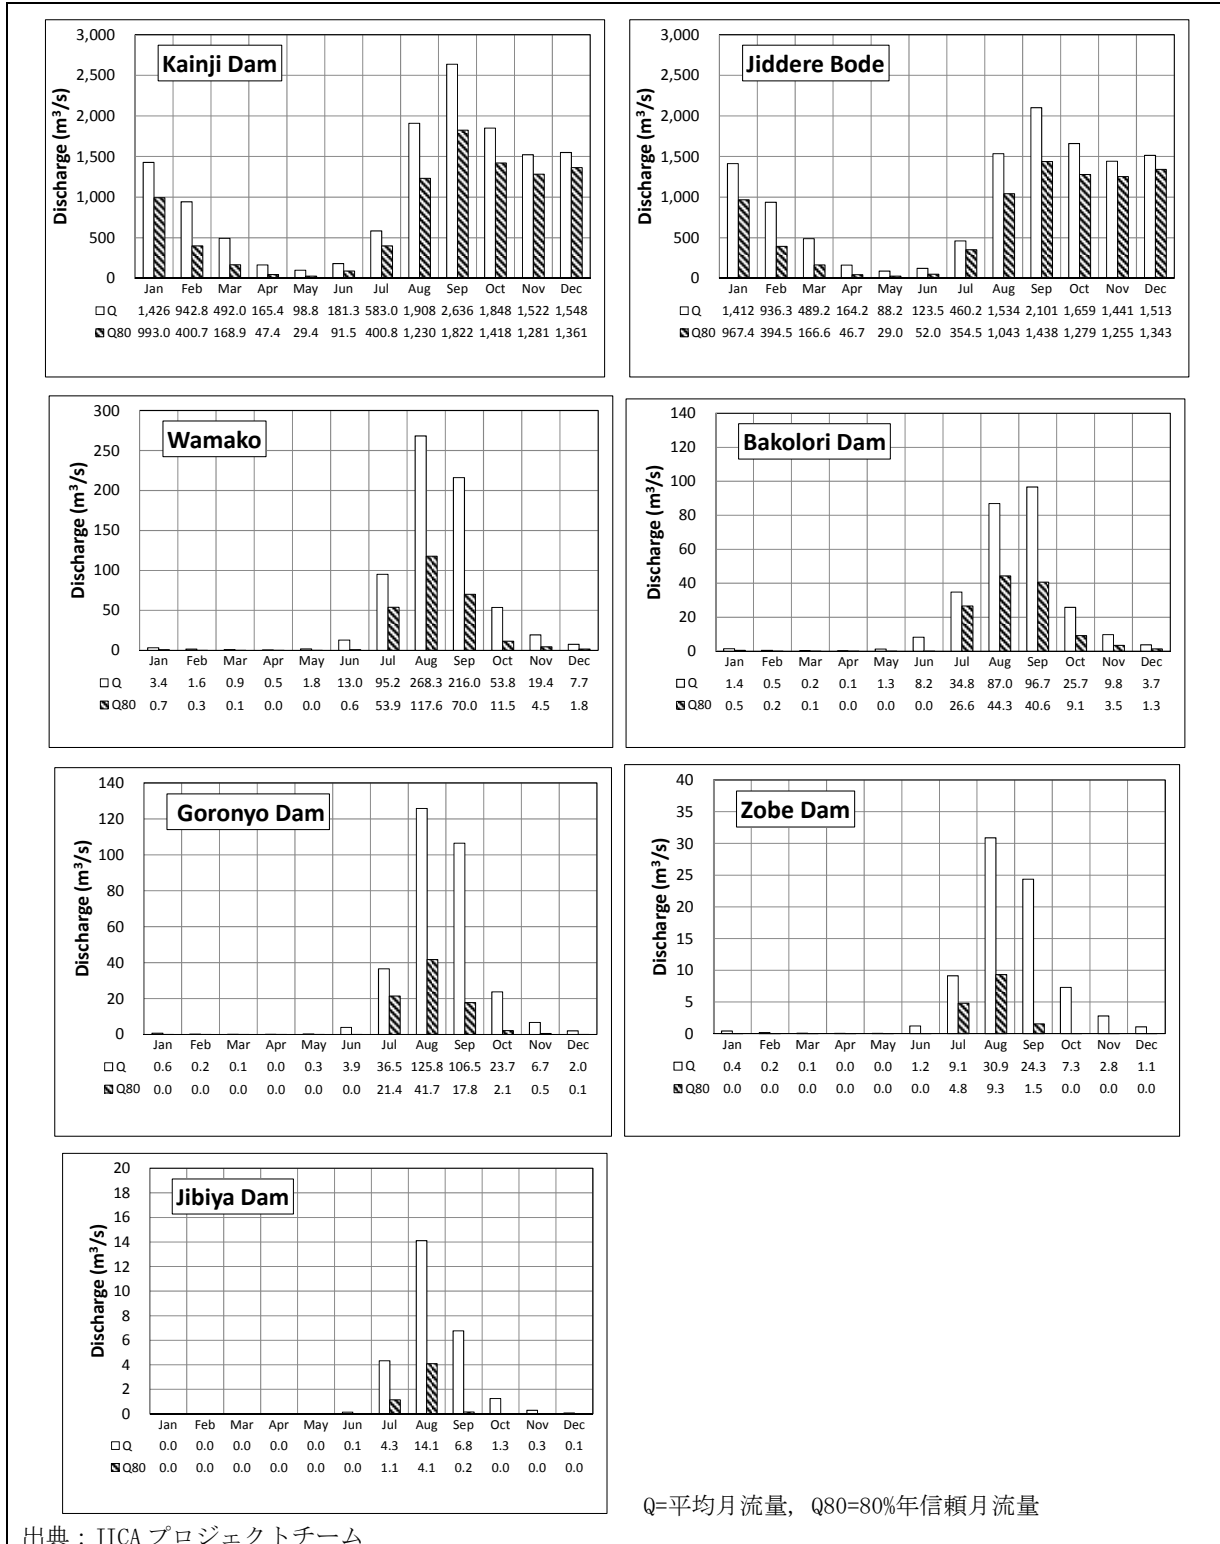 Kainji Dam
Discharge (m³/s)
3,000
2,500
2,000
1,500
1,000
500
0
Jan Feb Mar Apr May Jun Jul Aug Sep Oct Nov Dec
Q 1,426 942.8 492.0 165.4 98.8 181.3 583.0 1,908 2,636 1,848 1,522 1,548
Q80 993.0 400.7 168.9 47.4 29.4 91.5 400.8 1,230 1,822 1,418 1,281 1,361
Jiddere Bode
Discharge (m³/s)
3,000
2,500
2,000
1,500
1,000
500
0
Jan Feb Mar Apr May Jun Jul Aug Sep Oct Nov Dec
Q 1,412 936.3 489.2 164.2 88.2 123.5 460.2 1,534 2,101 1,659 1,441 1,513
Q80 967.4 394.5 166.6 46.7 29.0 52.0 354.5 1,043 1,438 1,279 1,255 1,343
Wamako
Discharge (m³/s)
300
250
200
150
100
50
0
Jan Feb Mar Apr May Jun Jul Aug Sep Oct Nov Dec
Q 3.4 1.6 0.9 0.5 1.8 13.0 95.2 268.3 216.0 53.8 19.4 7.7
Q80 0.7 0.3 0.1 0.0 0.0 0.6 53.9 117.6 70.0 11.5 4.5 1.8
Bakolori Dam
Discharge (m³/s)
140
120
100
80
60
40
20
0
Jan Feb Mar Apr May Jun Jul Aug Sep Oct Nov Dec
Q 1.4 0.5 0.2 0.1 1.3 8.2 34.8 87.0 96.7 25.7 9.8 3.7
Q80 0.5 0.2 0.1 0.0 0.0 0.0 26.6 44.3 40.6 9.1 3.5 1.3
Goronyo Dam
Discharge (m³/s)
140
120
100
80
60
40
20
0
Jan Feb Mar Apr May Jun Jul Aug Sep Oct Nov Dec
Q 0.6 0.2 0.1 0.0 0.3 3.9 36.5 125.8 106.5 23.7 6.7 2.0
Q80 0.0 0.0 0.0 0.0 0.0 0.0 21.4 41.7 17.8 2.1 0.5 0.1
Zobe Dam
Discharge (m³/s)
40
35
30
25
20
15
10
5
0
Jan Feb Mar Apr May Jun Jul Aug Sep Oct Nov Dec
Q 0.4 0.2 0.1 0.0 0.0 1.2 9.1 30.9 24.3 7.3 2.8 1.1
Q80 0.0 0.0 0.0 0.0 0.0 0.0 4.8 9.3 1.5 0.0 0.0 0.0
Jibiya Dam
Discharge (m³/s)
20
18
16
14
12
10
8
6
4
2
0
Jan Feb Mar Apr May Jun Jul Aug Sep Oct Nov Dec
Q 0.0 0.0 0.0 0.0 0.0 0.1 4.3 14.1 6.8 1.3 0.3 0.1
Q80 0.0 0.0 0.0 0.0 0.0 0.0 1.1 4.1 0.2 0.0 0.0 0.0
Q=平均月流量, Q80=80%年信頼月流量
出典：JICA プロジェクトチーム